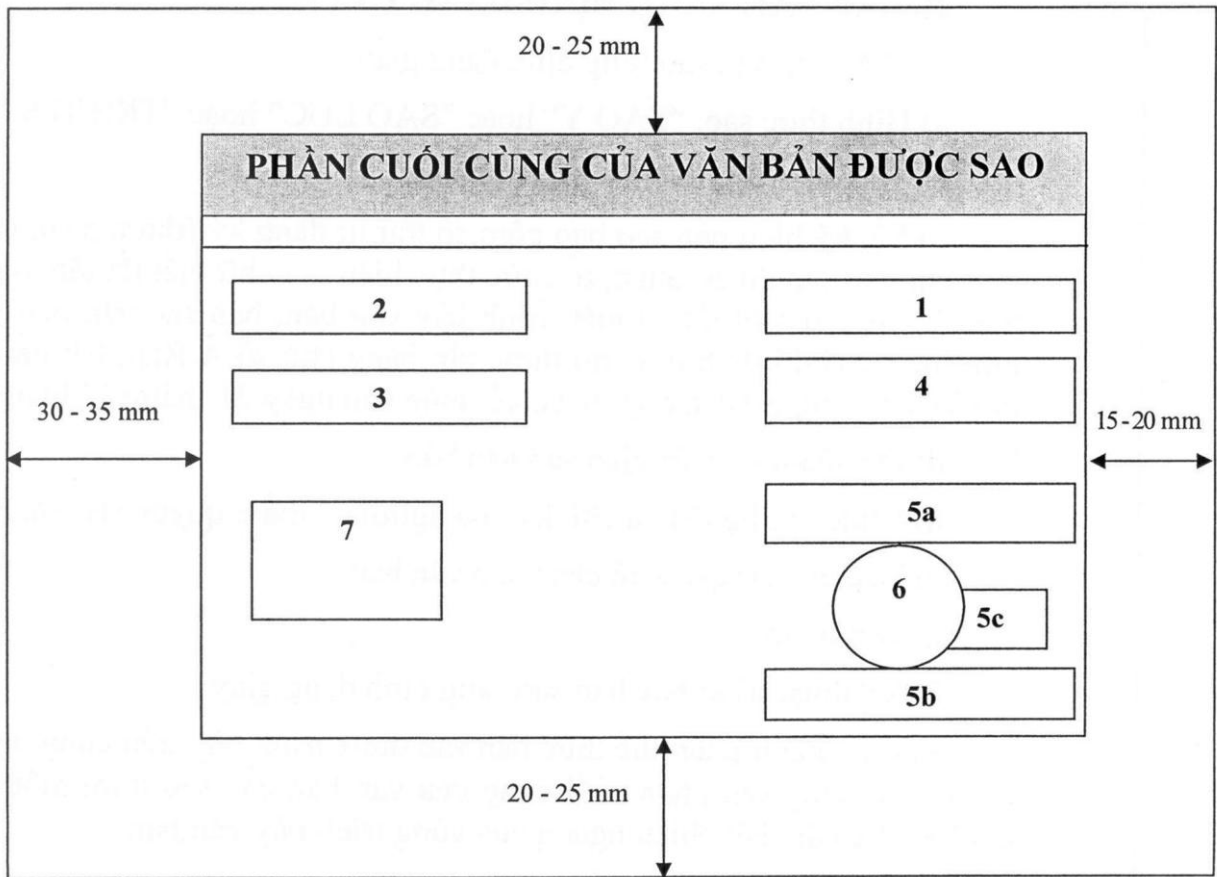 20 - 25 mm
PHẦN CUỐI CÙNG CỦA VĂN BẢN ĐƯỢC SAO
2
1
3
4
30 - 35 mm
15-20 mm
5a
7
6
5c
5b
20 - 25 mm